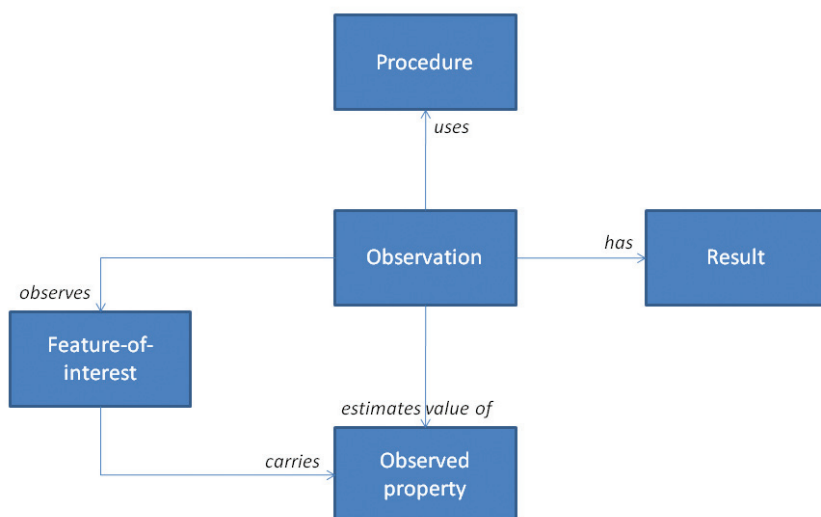 Procedure
uses
Observation
has
Result
observes
Feature-of-
interest
estimates value of
carries
Observed
property